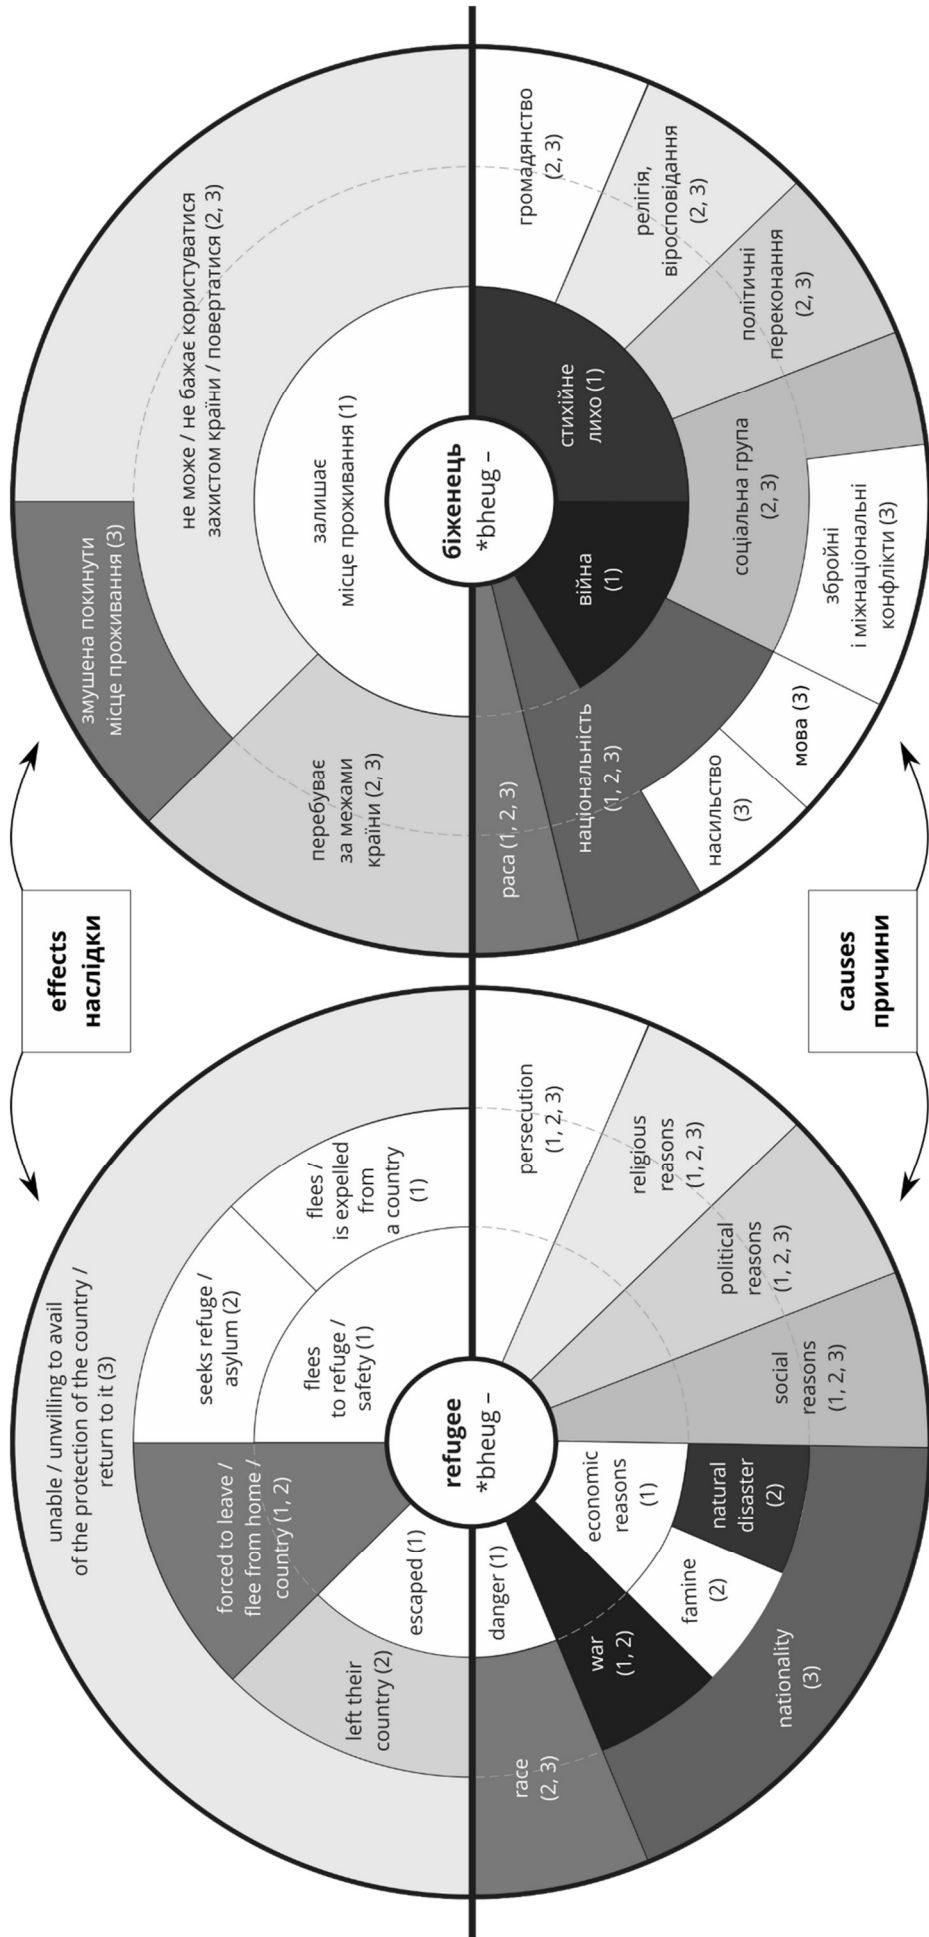 effects
наслідки
causes
причини
refugee
*bheug –
unable / unwilling to avail
of the protection of the country /
return to it (3)
forced to leave /
flee from home /
country (1, 2)
seeks refuge /
asylum (2)
flees /
is expelled
from
a country
(1)
flees
to refuge /
safety (1)
left their
country (2)
escaped (1)
danger (1)
race
(2, 3)
war
(1, 2)
economic
reasons
(1)
famine
(2)
natural
disaster
(2)
nationality
(3)
social
reasons
(1, 2, 3)
political
reasons
(1, 2, 3)
religious
reasons
(1, 2, 3)
persecution
(1, 2, 3)
біженець
*bheug –
змушена покинути
місце проживання (3)
не може / не бажає користуватися
захистом країни / повертатися (2, 3)
перебуває
за межами
країни (2, 3)
залишає
місце проживання (1)
раса (1, 2, 3)
національність
(1, 2, 3)
війна
(1)
стихійне
лихо (1)
насильство
(3)
мова (3)
збройні
і міжнаціональні
конфлікти (3)
соціальна група
(2, 3)
політичні
переконання
(2, 3)
релігія,
віросповідання
(2, 3)
громадянство
(2, 3)